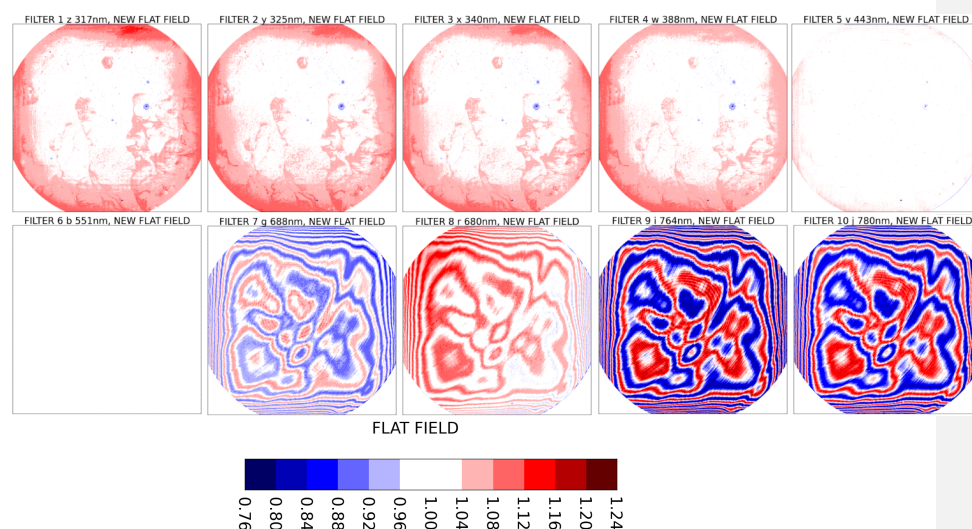 FILTER 1 z 317nm, NEW FLAT FIELD
FILTER 2 y 325nm, NEW FLAT FIELD
FILTER 3 x 340nm, NEW FLAT FIELD
FILTER 4 w 388nm, NEW FLAT FIELD
FILTER 5 v 443nm, NEW FLAT FIELD
FILTER 6 b 551nm, NEW FLAT FIELD
FILTER 7 g 688nm, NEW FLAT FIELD
FILTER 8 r 680nm, NEW FLAT FIELD
FILTER 9 i 764nm, NEW FLAT FIELD
FILTER 10 j 780nm, NEW FLAT FIELD
FLAT FIELD
0.76 0.80 0.84 0.88 0.92 0.96 1.00 1.04 1.08 1.12 1.16 1.20 1.24